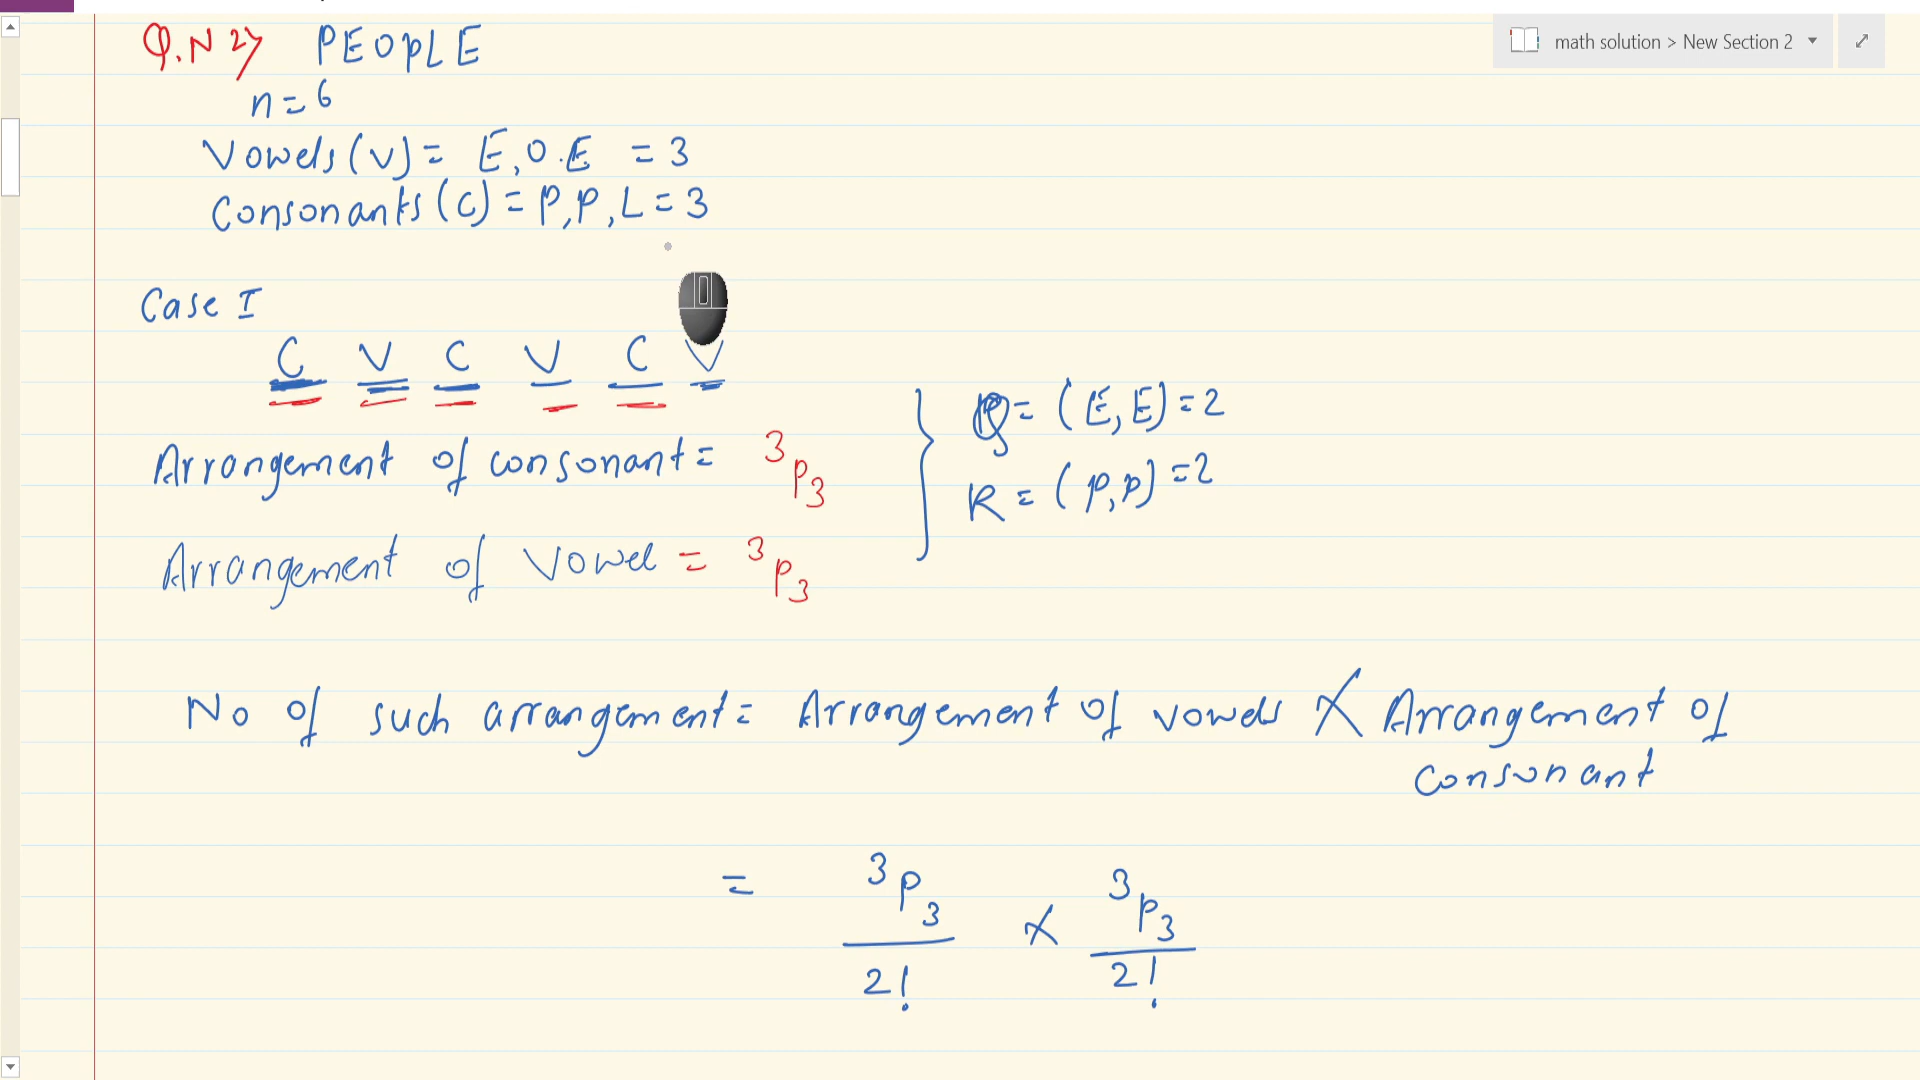 math solution > New Section 2
Q.N 2) PEOPLE
n = 6
Vowels (V) = E, O. E = 3
Consonants (C) = P, P, L = 3
Case I
C V C V C V
Arrangement of consonant = ³P₃
Arrangement of Vowel = ³P₃
= (E, E) = 2
R = (P, P) = 2
No of such arrangement = Arrangement of vowels X Arrangement of
Consonant
= ³P₃ / 2! × ³P₃ / 2!